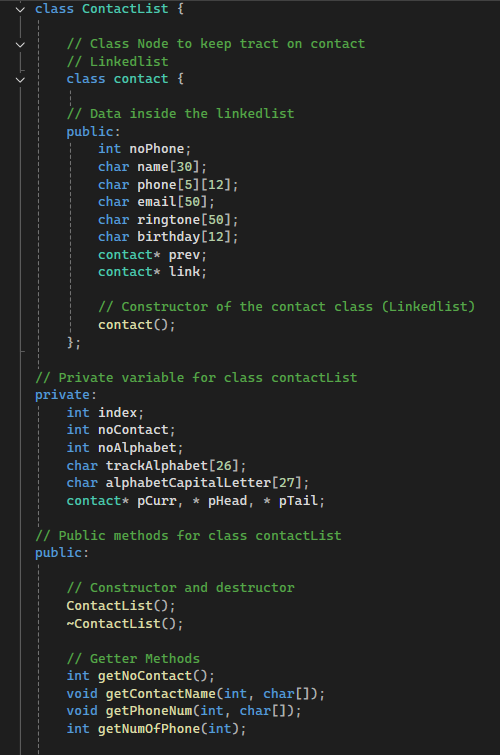 class ContactList {
// Class Node to keep tract on contact
// Linkedlist
class contact {
// Data inside the linkedlist
public:
int noPhone;
char name[30];
char phone[5][12];
char email[50];
char ringtone[50];
char birthday[12];
contact* prev;
contact* link;
// Constructor of the contact class (Linkedlist)
contact();
};
// Private variable for class contactList
private:
int index;
int noContact;
int noAlphabet;
char trackAlphabet[26];
char alphabetCapitalLetter[27];
contact* pCurr, * pHead, * pTail;
// Public methods for class contactList
public:
// Constructor and destructor
ContactList();
~ContactList();
// Getter Methods
int getNoContact();
void getContactName(int, char[]);
void getPhoneNum(int, char[]);
int getNumOfPhone(int);